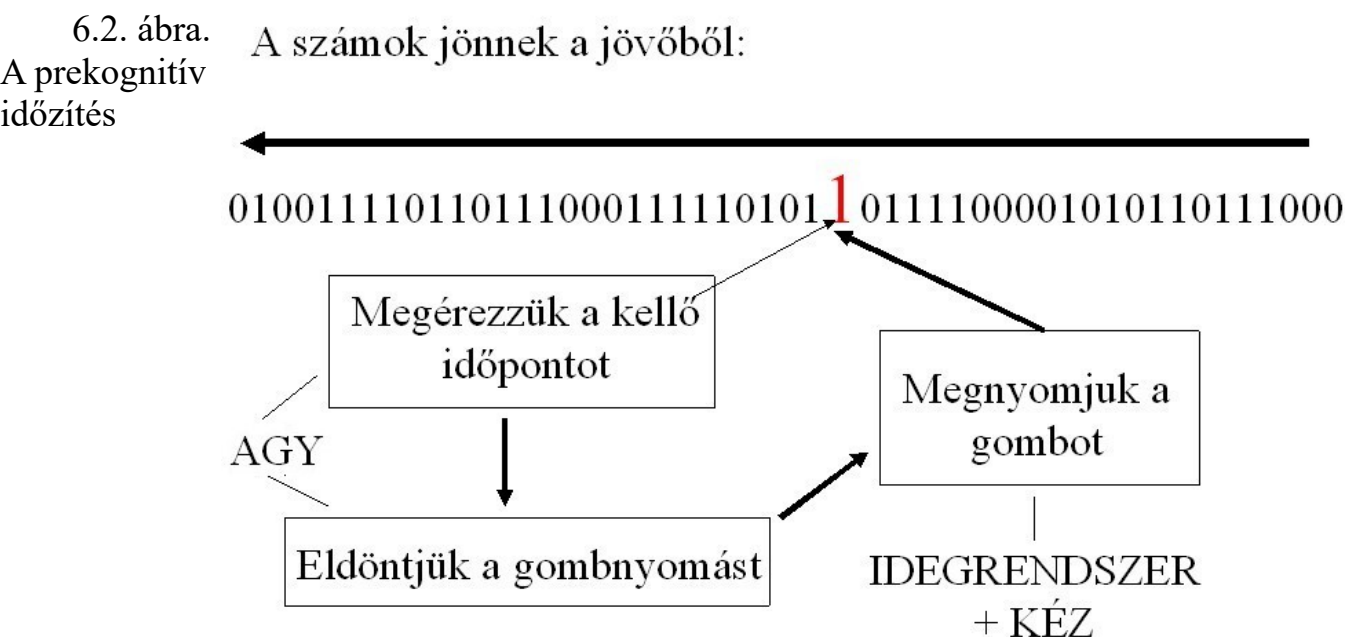 6.2. ábra.
A prekognitív
időzítés
A számok jönnek a jövőből:
010011110110111000111110101 1 0111100001010110111000
Megérezzük a kellő
időpontot
AGY
Eldöntjük a gombnyomást
Megnyomjuk a
gombot
IDEGRENDSZER
+ KÉZ